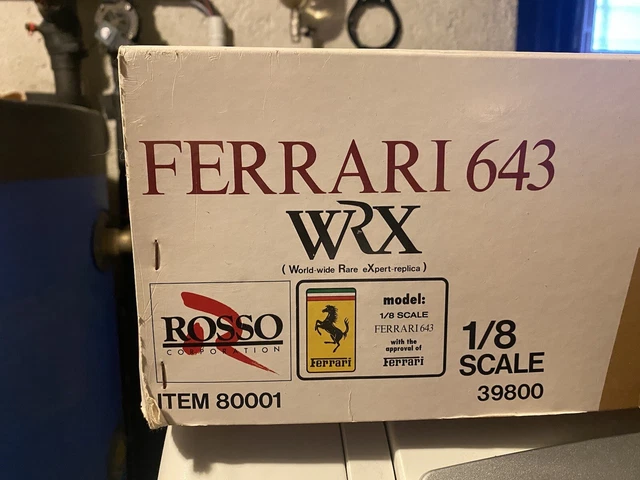 FERRARI 643
WRX
( World-wide Rare eXpert-replica )
ROSSO
CORPORATION
Ferrari
model:
1/8 SCALE
FERRARI 643
with the
approval of
Ferrari
1/8
SCALE
ITEM 80001
39800